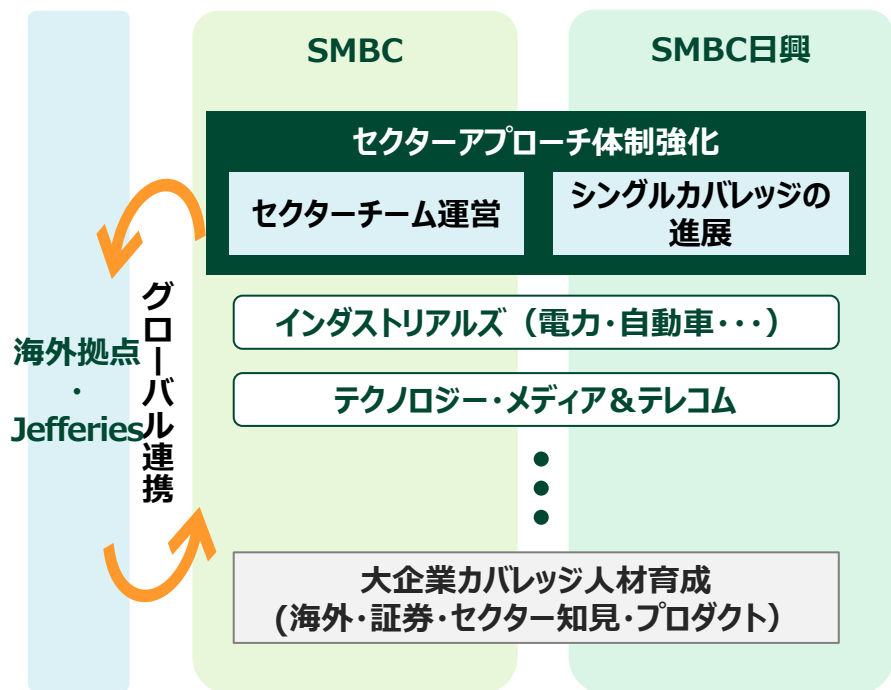 SMBC
SMBC日興
セクターアプローチ体制強化
セクターチーム運営
シングルカバレッジの
進展
グローバル連携
海外拠点
・
Jefferies
インダストリアルズ（電力・自動車・・・）
テクノロジー・メディア＆テレコム
大企業カバレッジ人材育成
(海外・証券・セクター知見・プロダクト）